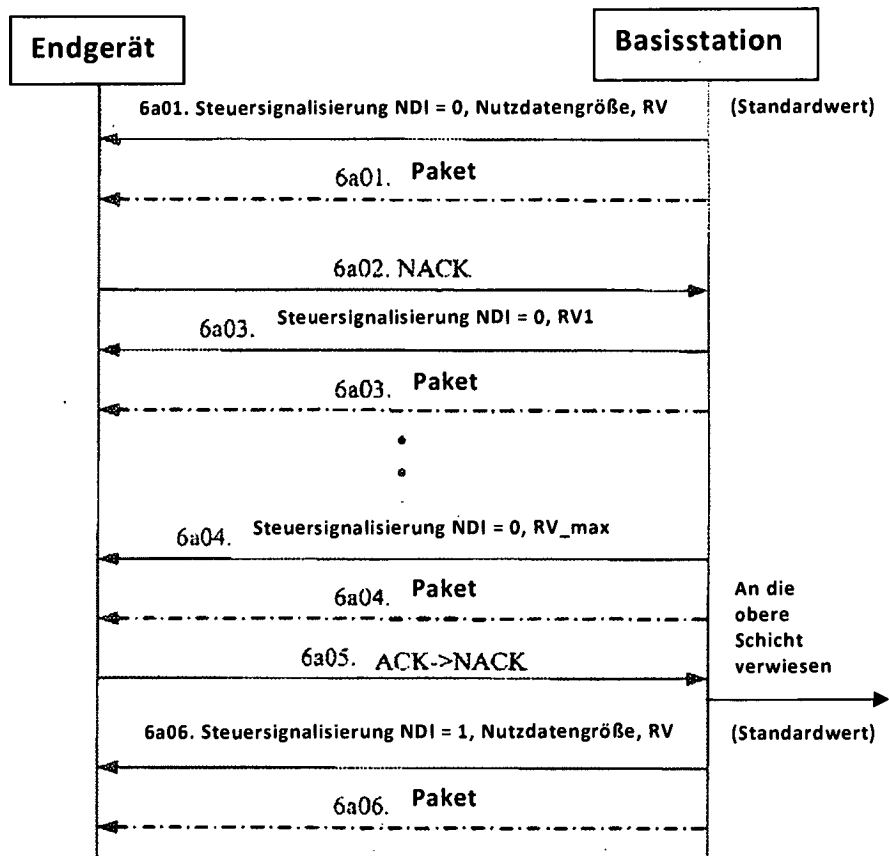 Endgerät
Basisstation
6a01. Steuersignalisierung NDI = 0, Nutzdatengröße, RV (Standardwert)
6a01. Paket
6a02. NACK
6a03. Steuersignalisierung NDI = 0, RV1
6a03. Paket
6a04. Steuersignalisierung NDI = 0, RV_max
6a04. Paket
An die
obere
Schicht
verwiesen
6a05. ACK->NACK
6a06. Steuersignalisierung NDI = 1, Nutzdatengröße, RV (Standardwert)
6a06. Paket